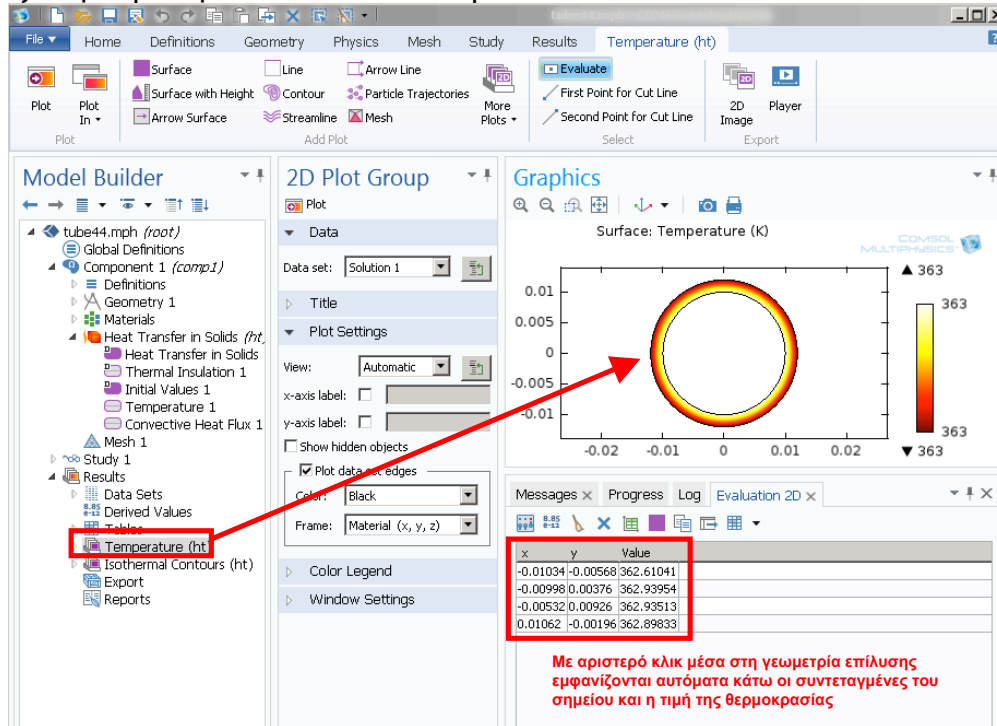 File Home Definitions Geometry Physics Mesh Study Results Temperature (ht)
Surface Line Arrow Line Evaluate
Surface with Height Contour Particle Trajectories First Point for Cut Line
Arrow Surface Streamline Mesh Second Point for Cut Line
Plot Plot In More Plots 2D Image Player
Plot Add Plot Select Export
Model Builder
tube44.mph (root)
Global Definitions
Component 1 (comp1)
Definitions
Geometry 1
Materials
Heat Transfer in Solids (ht,
Heat Transfer in Solids
Thermal Insulation 1
Initial Values 1
Temperature 1
Convective Heat Flux 1
Mesh 1
Study 1
Results
Data Sets
8.85 e-12 Derived Values
Tables
Temperature (ht
Isothermal Contours (ht)
Export
Reports
2D Plot Group
Plot
Data
Data set: Solution 1
Title
Plot Settings
View: Automatic
x-axis label:
y-axis label:
Show hidden objects
Plot data set edges
Color: Black
Frame: Material (x, y, z)
Color Legend
Window Settings
Graphics
Surface: Temperature (K)
COMSOL
MULTIPHYSICS
▲ 363
363
0.01
0.005
0
-0.005
-0.01
-0.02 -0.01 0 0.01 0.02
363
▼ 363
Messages Progress Log Evaluation 2D
8.85 e-12
x y Value
-0.01034 -0.00568 362.61041
-0.00998 0.00376 362.93954
-0.00532 0.00926 362.93513
0.01062 -0.00196 362.89833
Με αριστερό κλικ μέσα στη γεωμετρία επίλυσης
εμφανίζονται αυτόματα κάτω οι συντεταγμένες του
σημείου και η τιμή της θερμοκρασίας